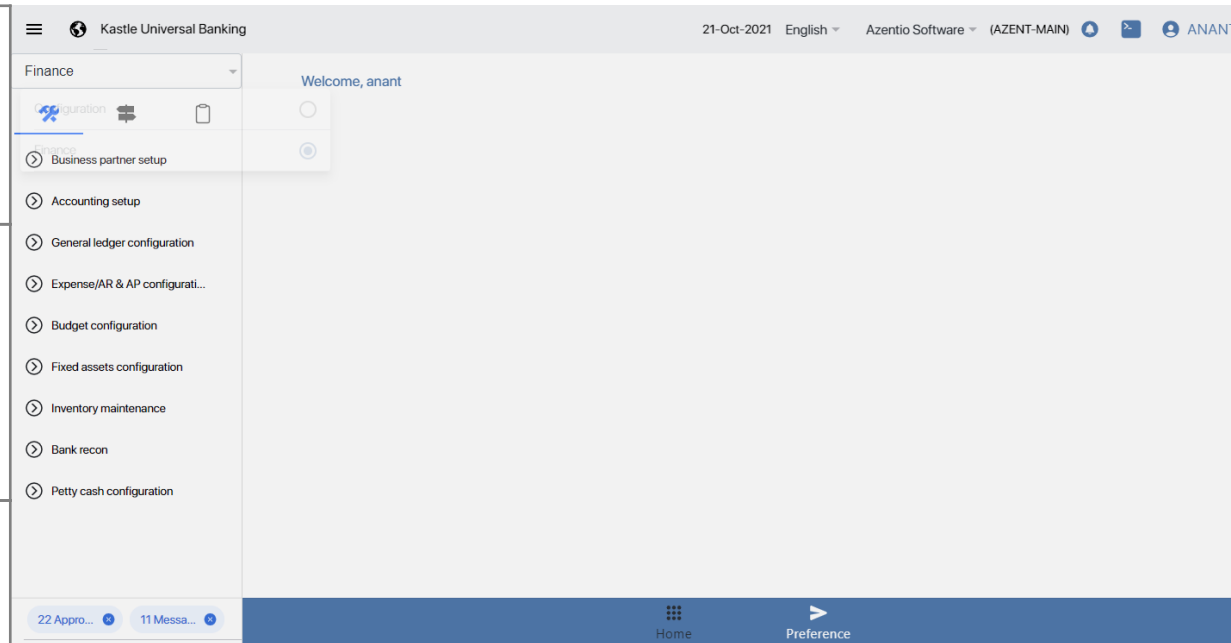 Kastle Universal Banking
21-Oct-2021 English Azentio Software (AZENT-MAIN) ANANT
Finance
Welcome, anant
Configuration
Finance
Business partner setup
Accounting setup
General ledger configuration
Expense/AR & AP configurati...
Budget configuration
Fixed assets configuration
Inventory maintenance
Bank recon
Petty cash configuration
22 Appro... 11 Messa...
Home Preference